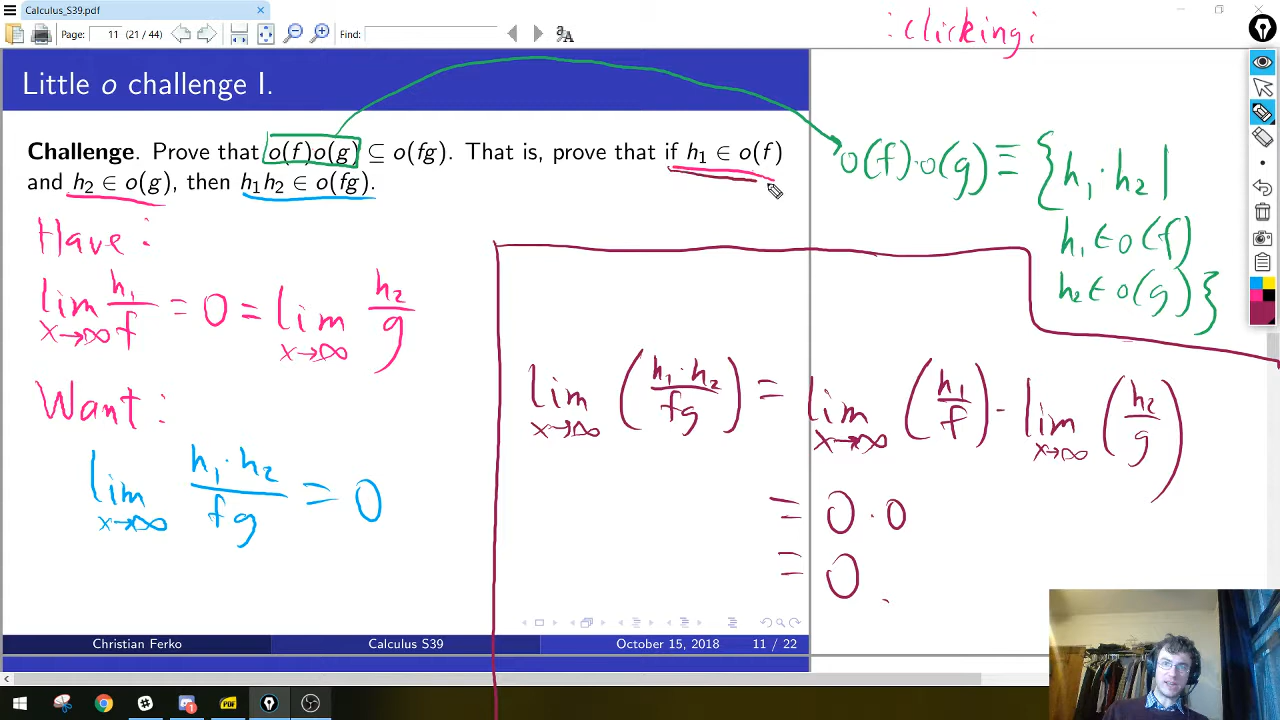 Calculus_S39.pdf
Page: 11 (21 / 44) Find:
¡clicking!
Little o challenge I.
Challenge. Prove that o(f)o(g) ⊆ o(fg). That is, prove that if h₁ ∈ o(f)
and h₂ ∈ o(g), then h₁h₂ ∈ o(fg).
o(f)·o(g) ≡ {h₁·h₂ |
h₁ ∈ o(f)
h₂ ∈ o(g)}
Have:
lim x→∞ h₁/f = 0 = lim x→∞ h₂/g
Want:
lim x→∞ h₁·h₂/fg = 0
lim x→∞ (h₁·h₂/fg) = lim x→∞ (h₁/f) · lim x→∞ (h₂/g)
= 0·0
= 0.
Christian Ferko Calculus S39 October 15, 2018 11 / 22